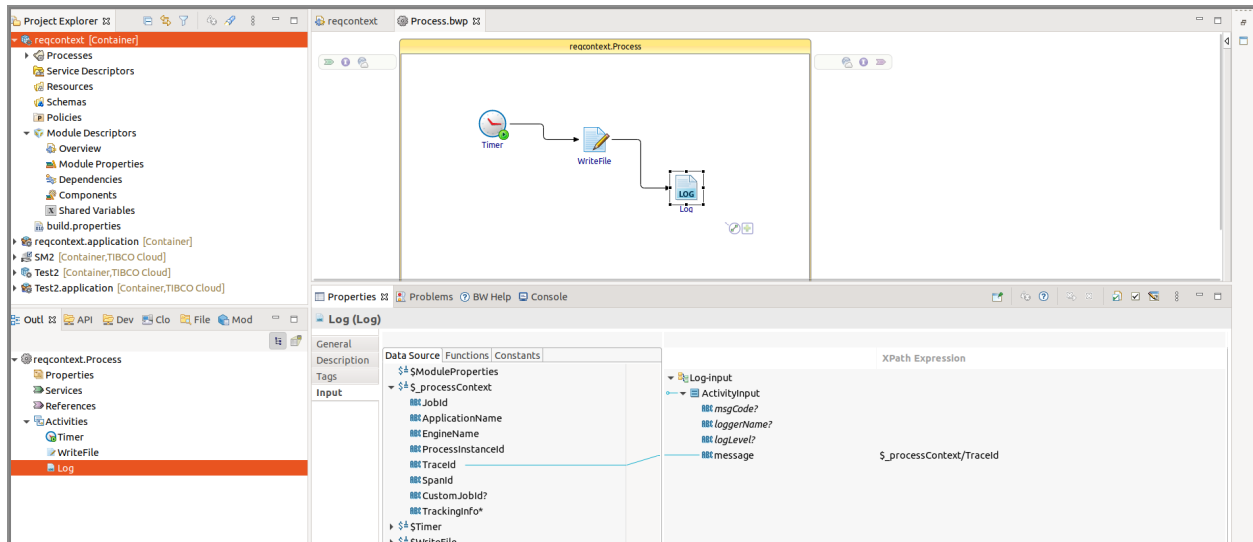 Project Explorer
reqcontext [Container]
Processes
Service Descriptors
Resources
Schemas
Policies
Module Descriptors
Overview
Module Properties
Dependencies
Components
Shared Variables
build.properties
reqcontext.application [Container]
SM2 [Container,TIBCO Cloud]
Test2 [Container,TIBCO Cloud]
Test2.application [Container,TIBCO Cloud]
reqcontext
Process.bwp
reqcontext.Process
Timer
WriteFile
LOG
Log
Outl
API
Dev
Clo
File
Mod
reqcontext.Process
Properties
Services
References
Activities
Timer
WriteFile
Log
Properties
Problems
BW Help
Console
Log (Log)
General
Description
Tags
Input
Data Source
Functions
Constants
$ModuleProperties
$_processContext
JobId
ApplicationName
EngineName
ProcessInstanceId
TraceId
SpanId
CustomJobId?
TrackingInfo*
$Timer
$WriteFile
XPath Expression
Log-input
ActivityInput
msgCode?
loggerName?
logLevel?
message
$_processContext/TraceId